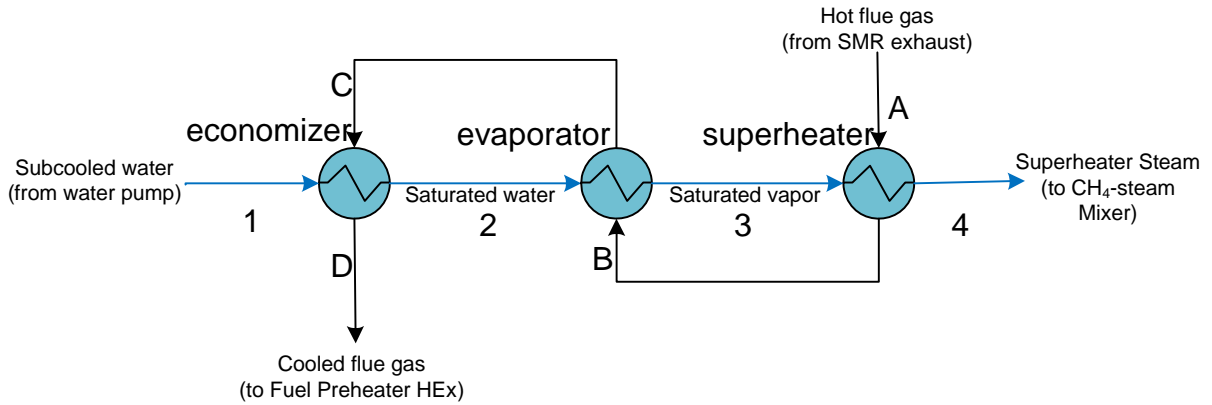 Hot flue gas
(from SMR exhaust)
C
A
economizer
evaporator
superheater
Subcooled water
(from water pump)
Superheater Steam
(to CH₄-steam
Mixer)
Saturated water
Saturated vapor
1
2
3
4
D
B
Cooled flue gas
(to Fuel Preheater HEx)